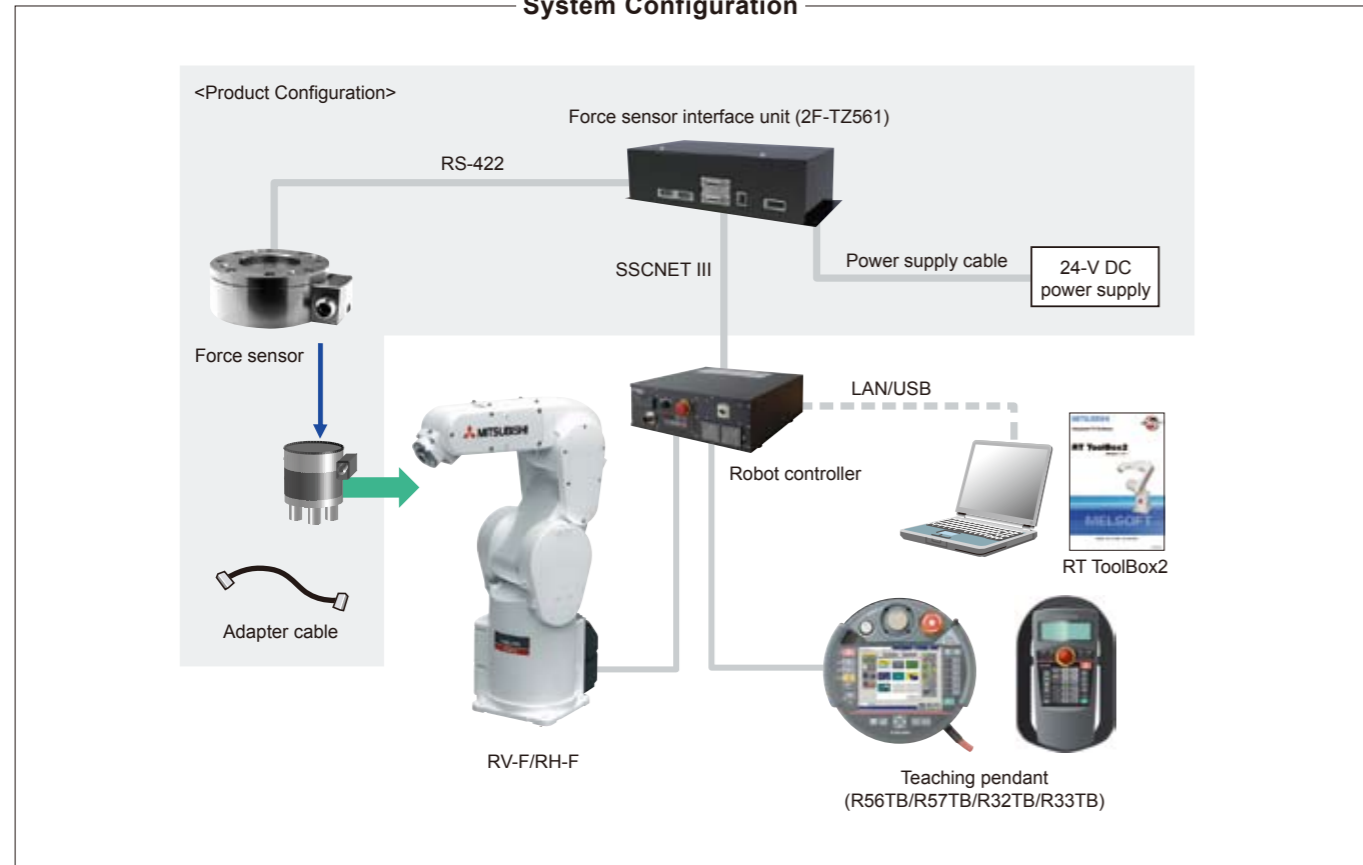 System Configuration
<Product Configuration>
Force sensor interface unit (2F-TZ561)
RS-422
SSCNET III
Power supply cable
24-V DC
power supply
Force sensor
LAN/USB
MITSUBISHI
Robot controller
RT ToolBox2
MELSOFT
RT ToolBox2
Adapter cable
RV-F/RH-F
Teaching pendant
(R56TB/R57TB/R32TB/R33TB)